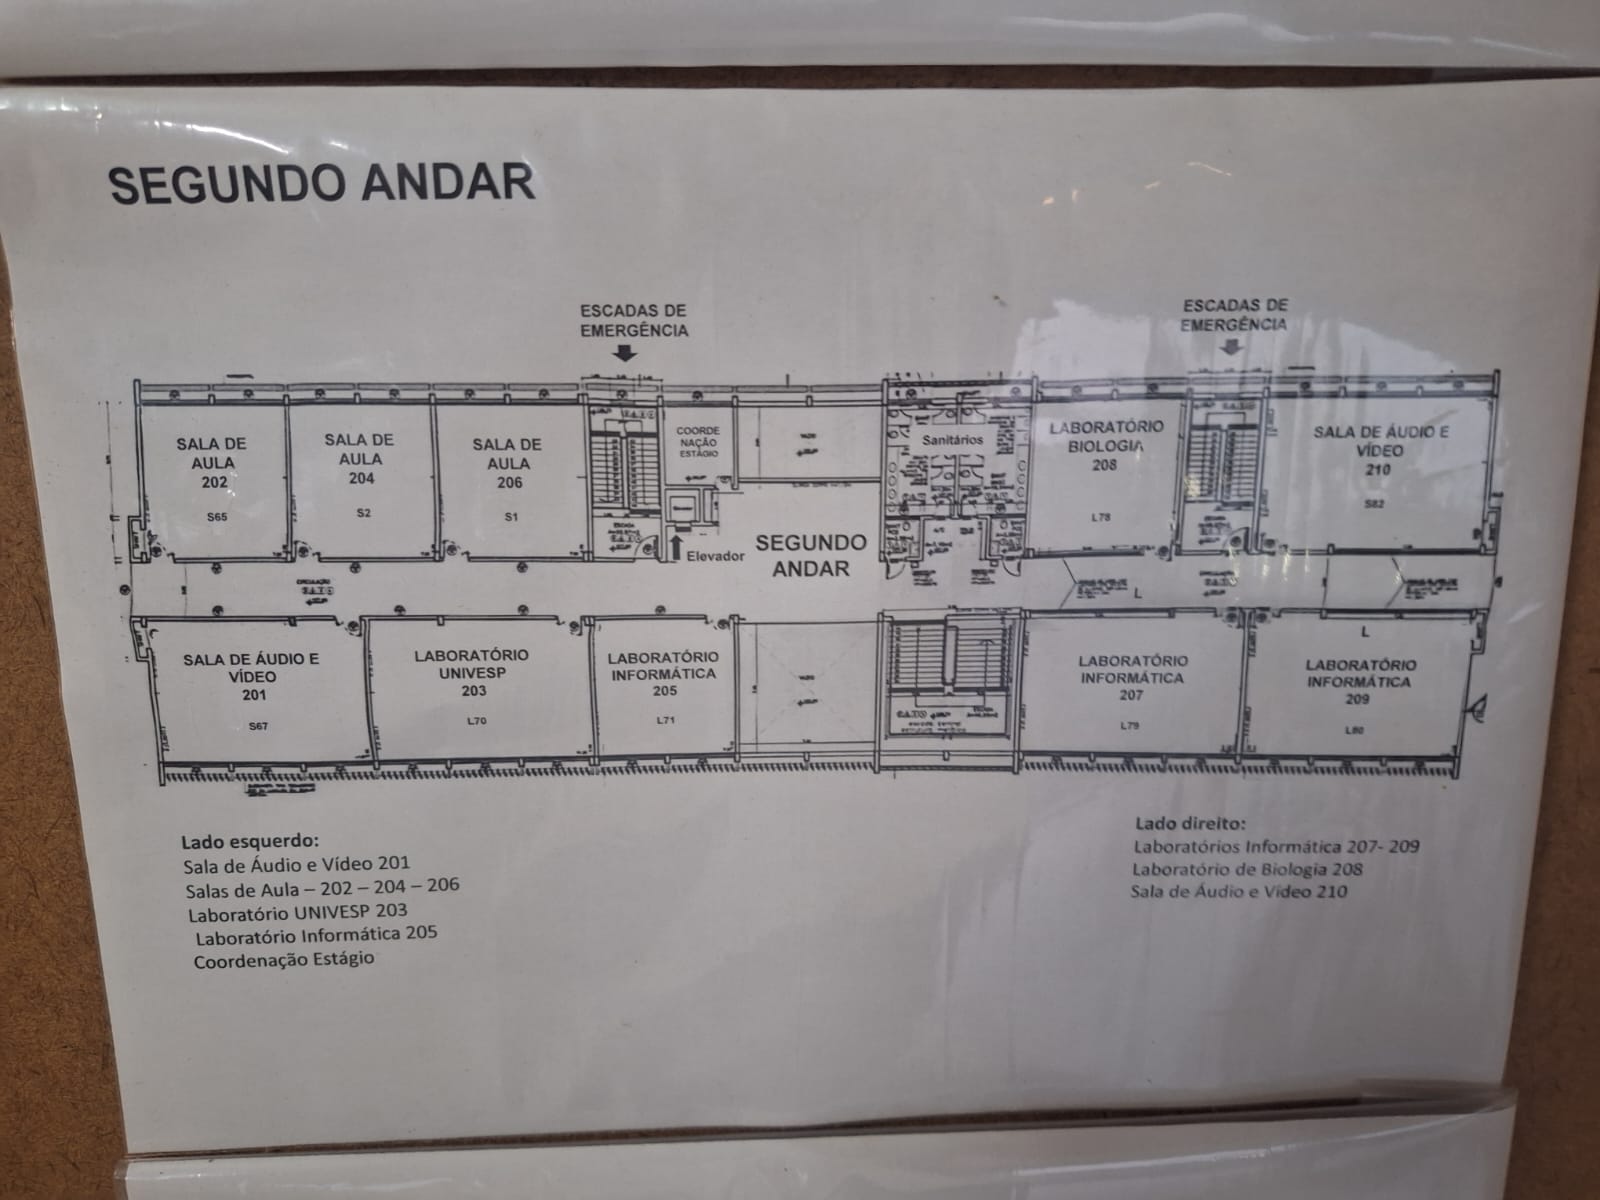 SEGUNDO ANDAR
ESCADAS DE
EMERGÊNCIA
ESCADAS DE
EMERGÊNCIA
SALA DE
AULA
202
S65
SALA DE
AULA
204
S2
SALA DE
AULA
206
S1
COORDE
NAÇÃO
ESTÁGIO
Elevador
SEGUNDO
ANDAR
Sanitários
LABORATÓRIO
BIOLOGIA
208
L78
SALA DE ÁUDIO E
VÍDEO
210
S82
SALA DE ÁUDIO E
VÍDEO
201
S67
LABORATÓRIO
UNIVESP
203
L70
LABORATÓRIO
INFORMÁTICA
205
L71
LABORATÓRIO
INFORMÁTICA
207
L79
L
L
LABORATÓRIO
INFORMÁTICA
209
L80
Lado esquerdo:
Sala de Áudio e Vídeo 201
Salas de Aula – 202 – 204 – 206
Laboratório UNIVESP 203
Laboratório Informática 205
Coordenação Estágio
Lado direito:
Laboratórios Informática 207- 209
Laboratório de Biologia 208
Sala de Áudio e Vídeo 210